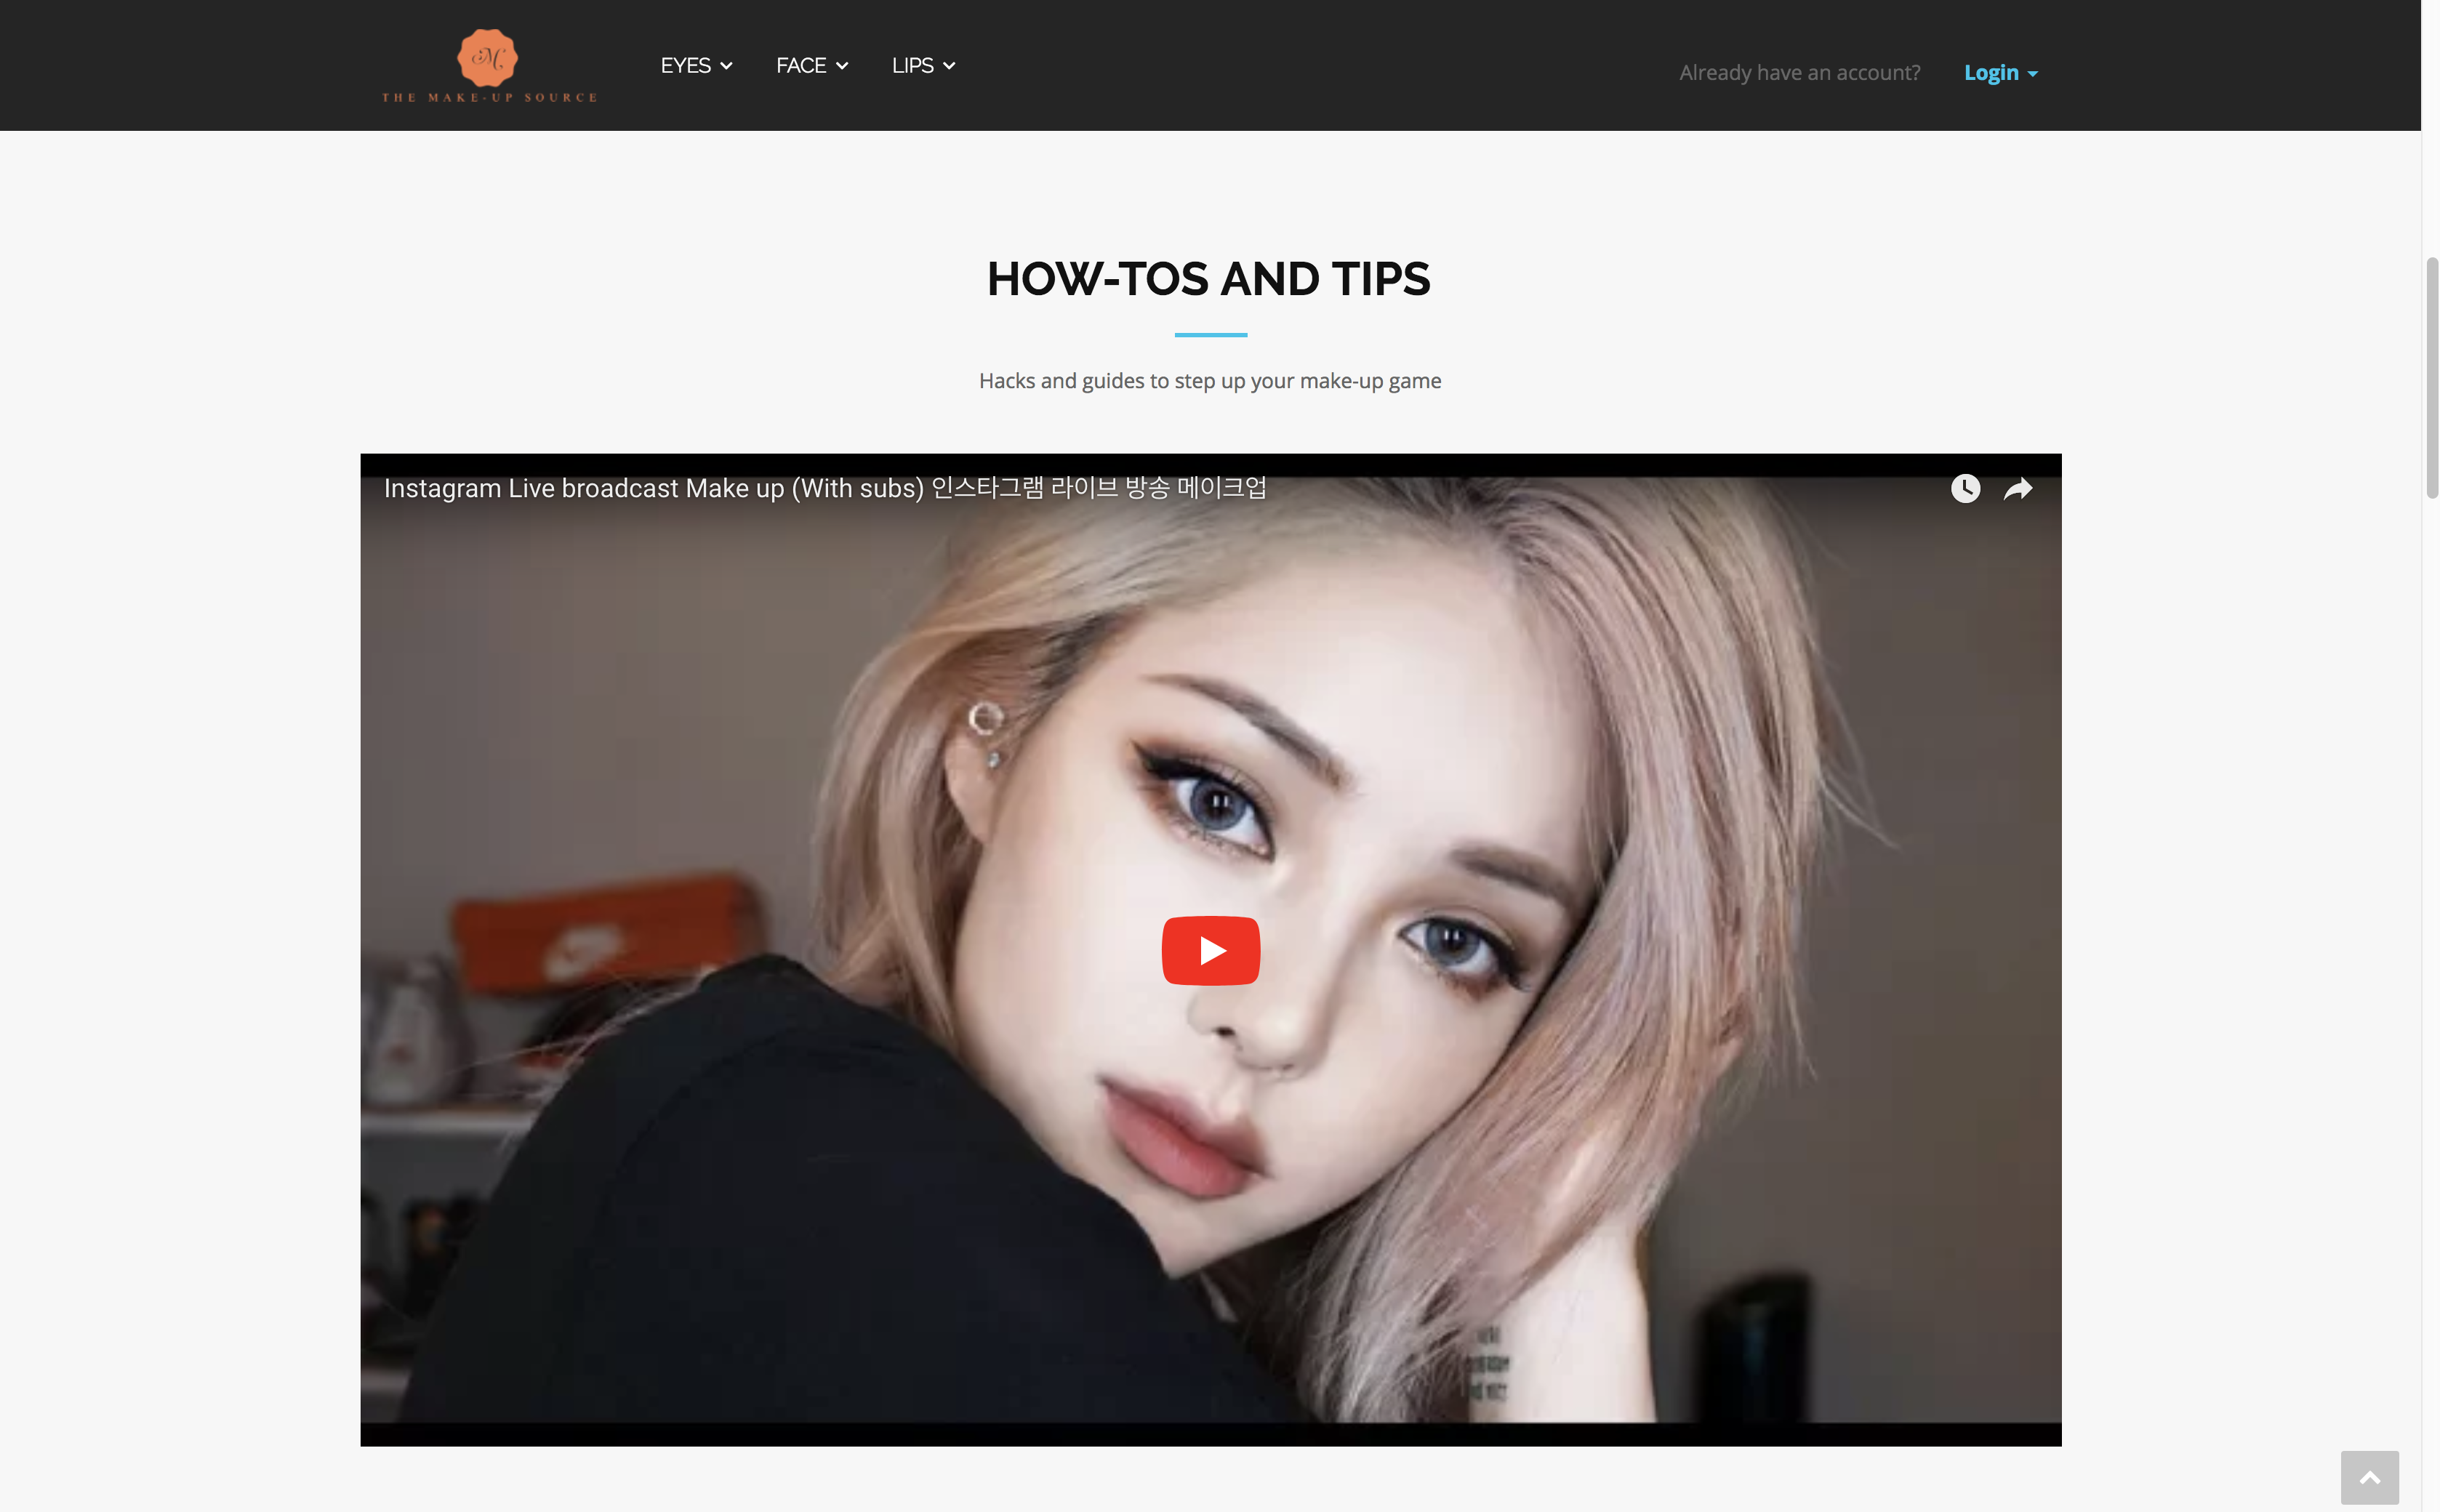 M
THE MAKE-UP SOURCE
EYES
FACE
LIPS
Already have an account?
Login
HOW-TOS AND TIPS
Hacks and guides to step up your make-up game
Instagram Live broadcast Make up (With subs) 인스타그램 라이브 방송 메이크업